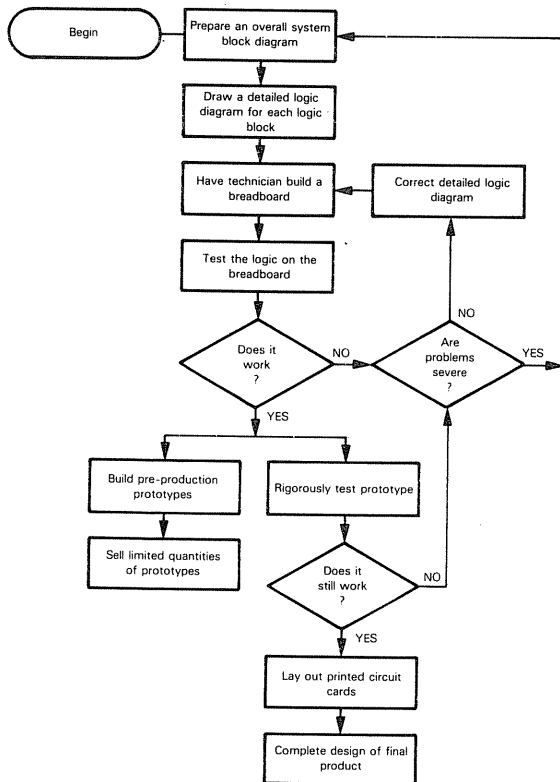 Begin
Prepare an overall system
block diagram
Draw a detailed logic
diagram for each logic
block
Have technician build a
breadboard
Correct detailed logic
diagram
Test the logic on the
breadboard
NO
Does it
work
?
NO
Are
problems
severe
?
YES
YES
Build pre-production
prototypes
Rigorously test prototype
Sell limited quantities
of prototypes
Does it
still work
?
NO
YES
Lay out printed circuit
cards
Complete design of final
product